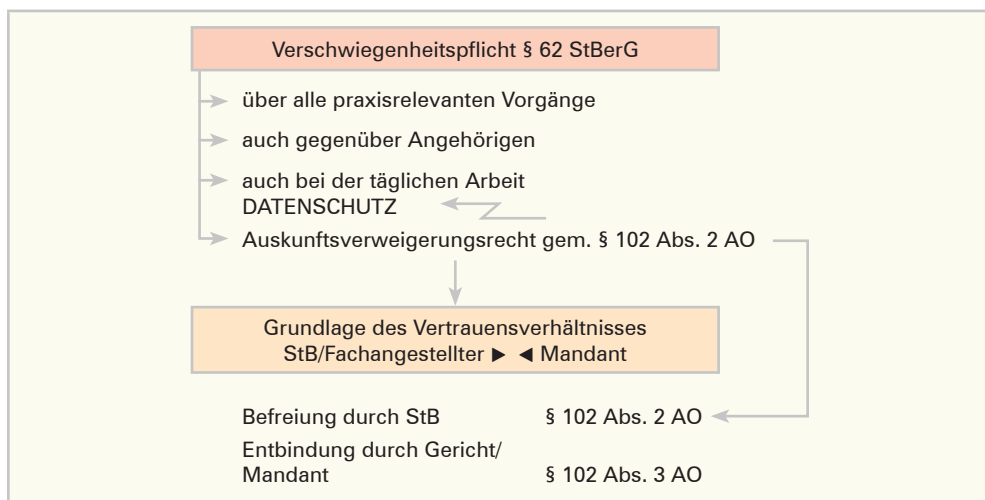 Verschwiegenheitspflicht § 62 StBerG
über alle praxisrelevanten Vorgänge
auch gegenüber Angehörigen
auch bei der täglichen Arbeit
DATENSCHUTZ
Auskunftsverweigerungsrecht gem. § 102 Abs. 2 AO
Grundlage des Vertrauensverhältnisses
StB/Fachangestellter ► ◄ Mandant
Befreiung durch StB § 102 Abs. 2 AO
Entbindung durch Gericht/
Mandant § 102 Abs. 3 AO